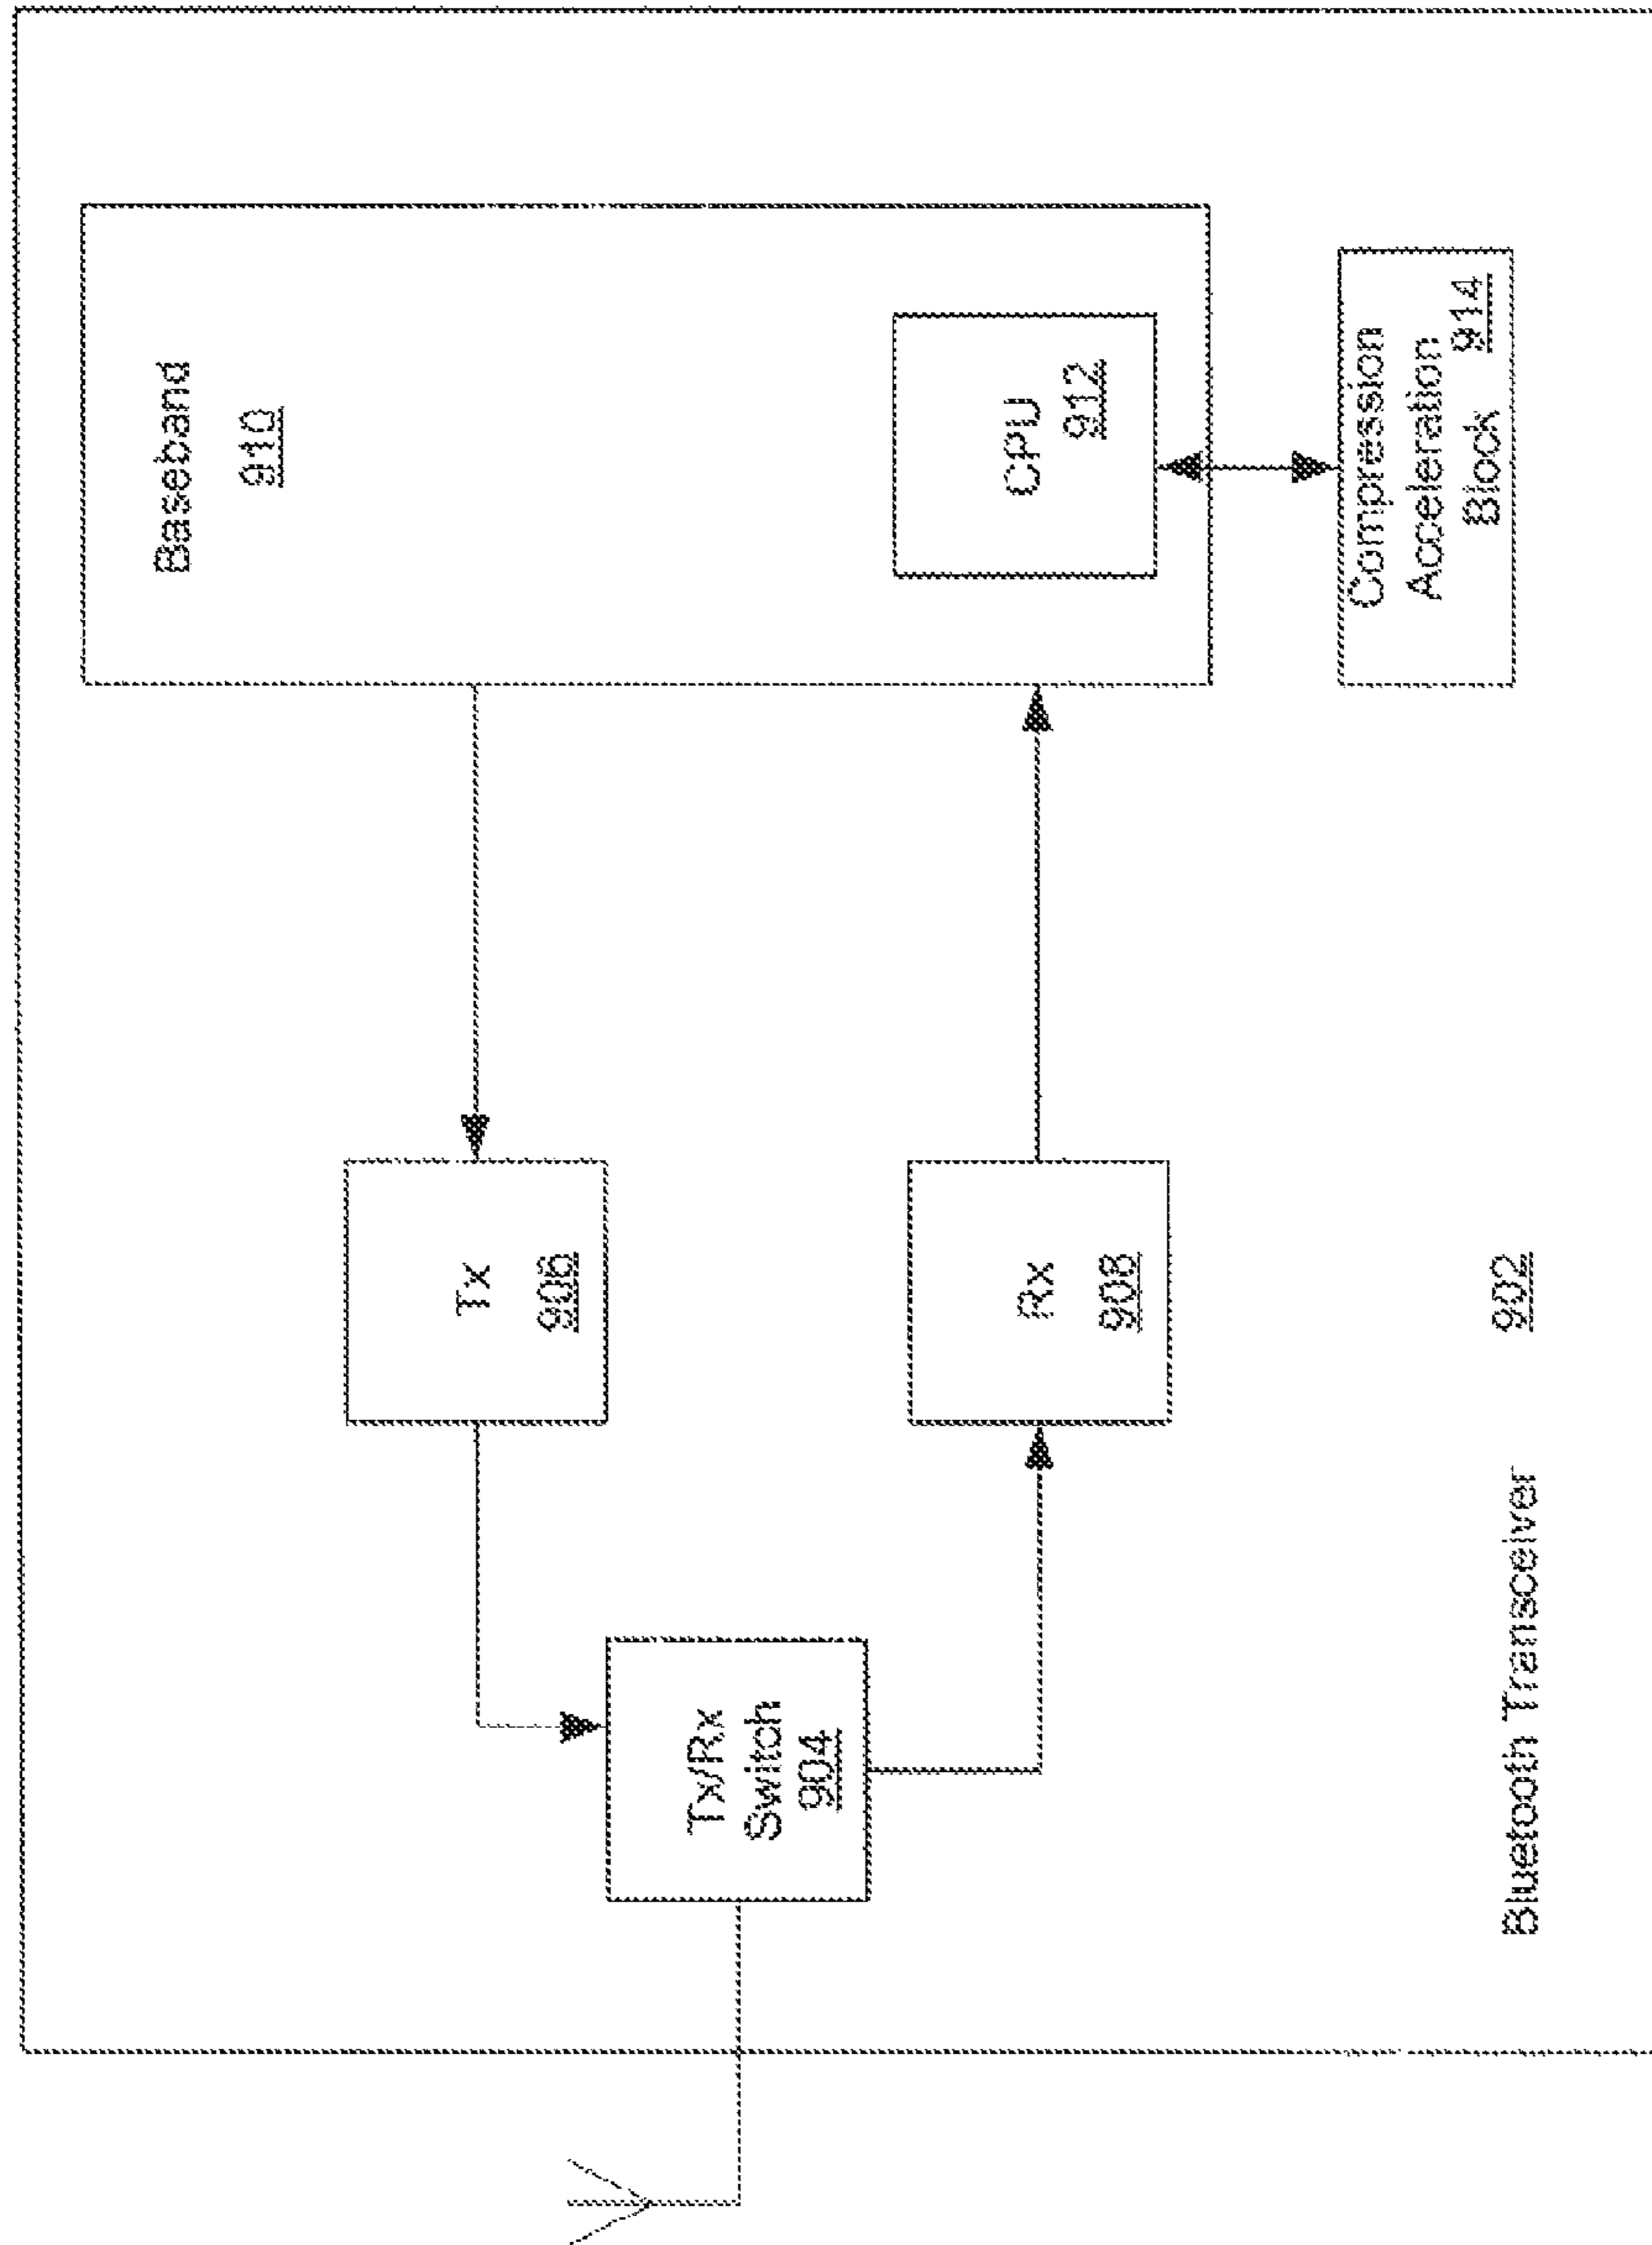 Baseband
910
CPU
912
Compression
Acceleration
Block 914
Tx
906
Rx
908
Tx/Rx
Switch
904
Bluetooth Transceiver 902